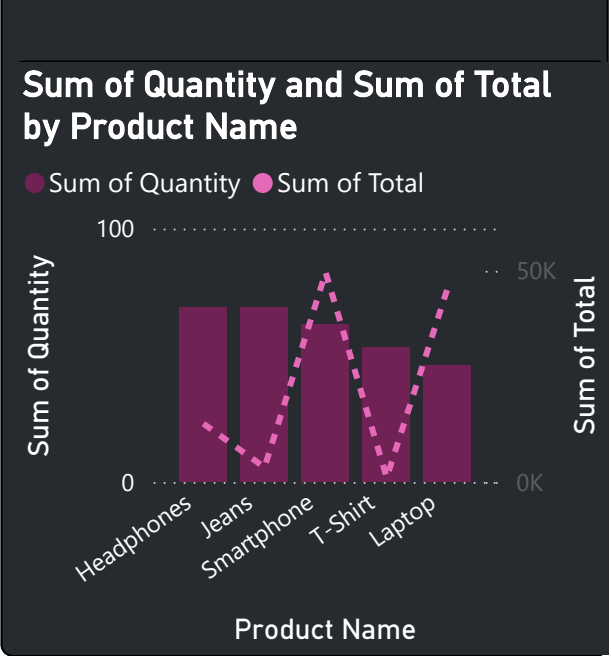 Sum of Quantity and Sum of Total
by Product Name
Sum of Quantity
Sum of Total
100
50K
Sum of Quantity
Sum of Total
0
0K
Headphones
Jeans
Smartphone
T-Shirt
Laptop
Product Name